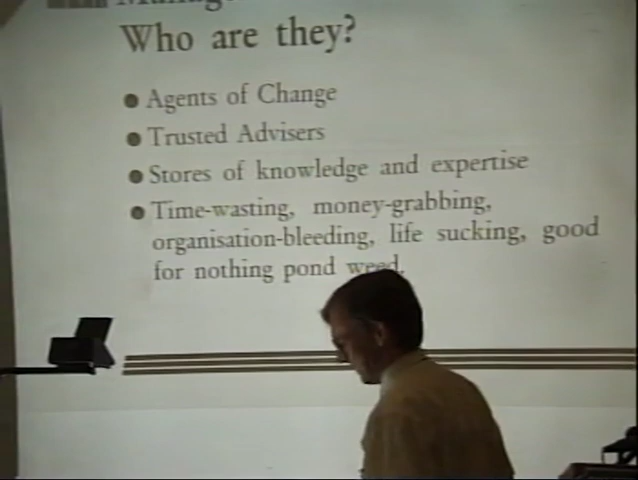 Who are they?
Agents of Change
Trusted Advisers
Stores of knowledge and expertise
Time-wasting, money-grabbing,
organisation-bleeding, life sucking, good
for nothing pond weed.